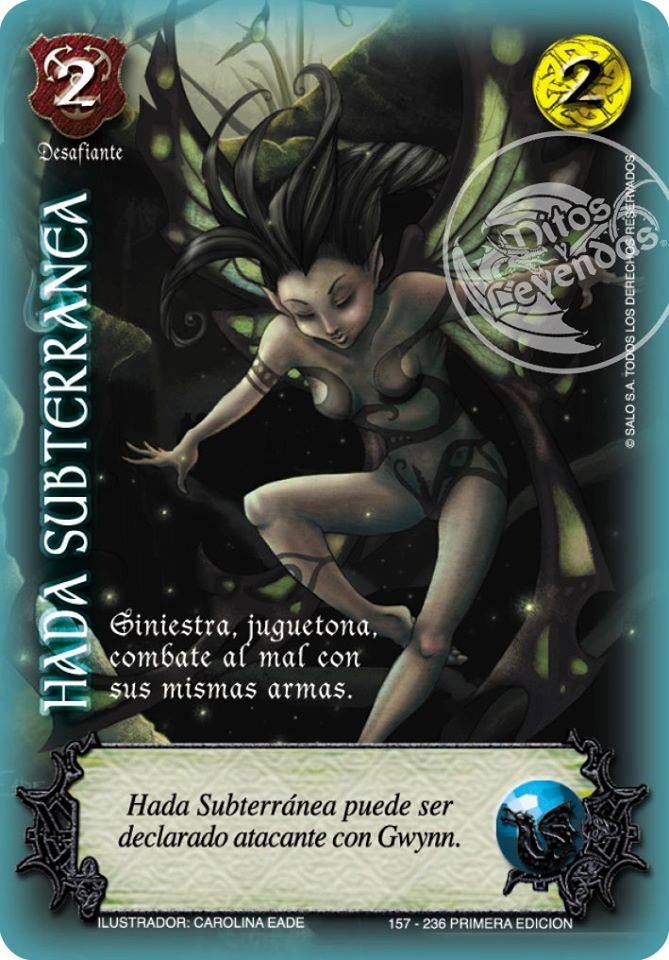 2
2
Desafiante
Mitos
y
Leyendas
®
HADA SUBTERRANEA
© SALO S.A. TODOS LOS DERECHOS RESERVADOS
Siniestra, juguetona,
combate al mal con
sus mismas armas.
Hada Subterránea puede ser
declarado atacante con Gwynn.
ILUSTRADOR: CAROLINA EADE
157 - 236 PRIMERA EDICION